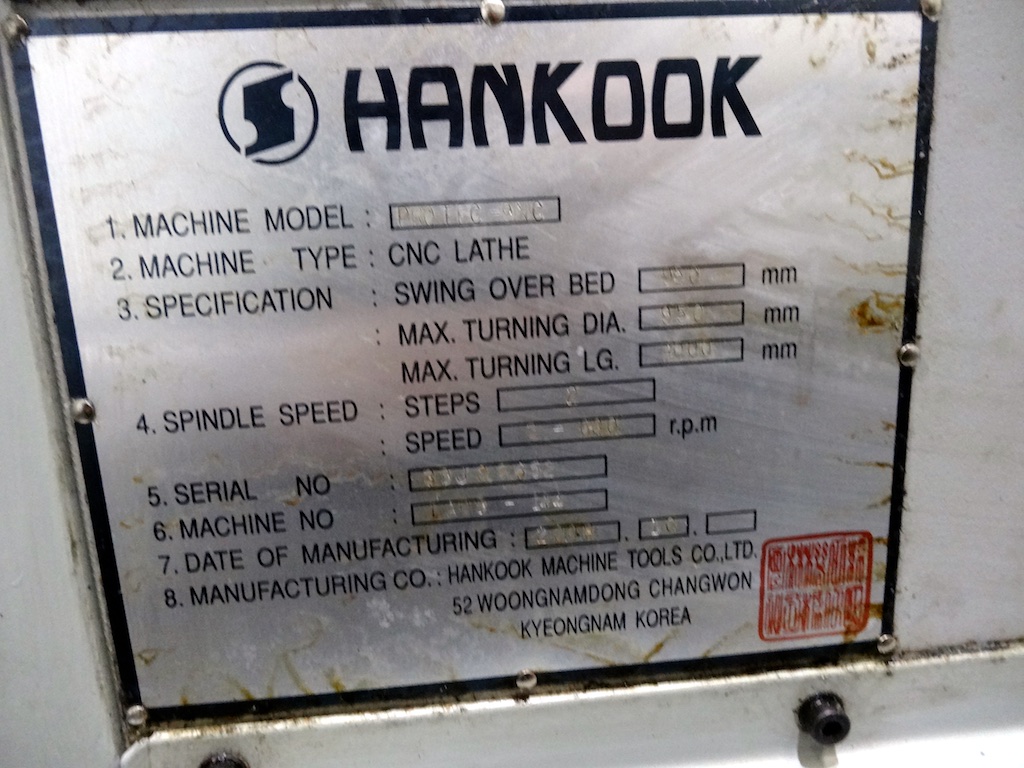 HANKOOK
1. MACHINE MODEL :
2. MACHINE TYPE : CNC LATHE
3. SPECIFICATION : SWING OVER BED mm
: MAX. TURNING DIA. mm
MAX. TURNING LG. mm
4. SPINDLE SPEED : STEPS 2
: SPEED r.p.m
5. SERIAL NO :
6. MACHINE NO :
7. DATE OF MANUFACTURING : . .
8. MANUFACTURING CO. : HANKOOK MACHINE TOOLS CO.,LTD.
52 WOONGNAMDONG CHANGWON
KYEONGNAM KOREA